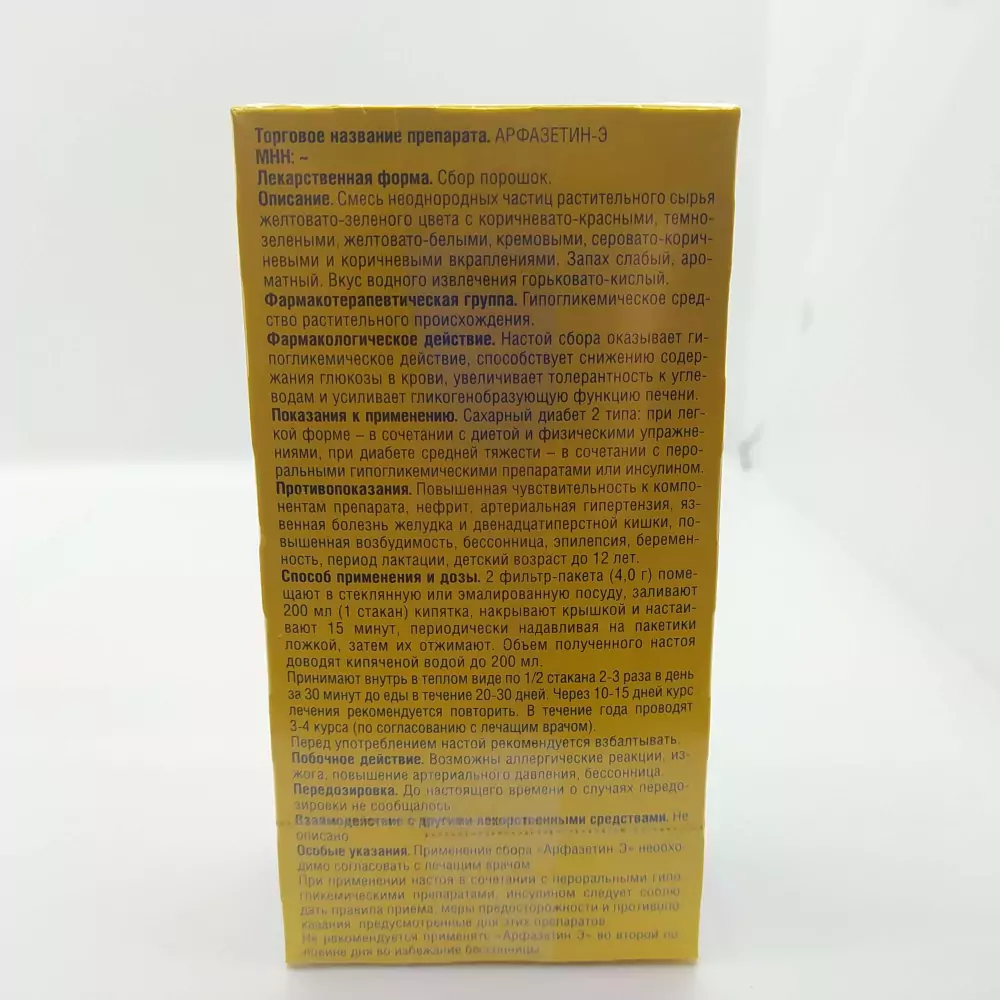 Торговое название препарата. АРФАЗЕТИН-Э
МНН: ~
Лекарственная форма. Сбор порошок.
Описание. Смесь неоднородных частиц растительного сырья
желтовато-зеленого цвета с коричневато-красными, темно-
зелеными, желтовато-белыми, кремовыми, серовато-корич-
невыми и коричневыми вкраплениями. Запах слабый, аро-
матный. Вкус водного извлечения горьковато-кислый.
Фармакотерапевтическая группа. Гипогликемическое сред-
ство растительного происхождения.
Фармакологическое действие. Настой сбора оказывает ги-
погликемическое действие, способствует снижению содер-
жания глюкозы в крови, увеличивает толерантность к угле-
водам и усиливает гликогенобразующую функцию печени.
Показания к применению. Сахарный диабет 2 типа: при лег-
кой форме – в сочетании с диетой и физическими упражне-
ниями, при диабете средней тяжести – в сочетании с перо-
ральными гипогликемическими препаратами или инсулином.
Противопоказания. Повышенная чувствительность к компо-
нентам препарата, нефрит, артериальная гипертензия, яз-
венная болезнь желудка и двенадцатиперстной кишки, по-
вышенная возбудимость, бессонница, эпилепсия, беремен-
ность, период лактации, детский возраст до 12 лет.
Способ применения и дозы. 2 фильтр-пакета (4,0 г) поме-
щают в стеклянную или эмалированную посуду, заливают
200 мл (1 стакан) кипятка, накрывают крышкой и настаи-
вают 15 минут, периодически надавливая на пакетики
ложкой, затем их отжимают. Объем полученного настоя
доводят кипяченой водой до 200 мл.
Принимают внутрь в теплом виде по 1/2 стакана 2-3 раза в день
за 30 минут до еды в течение 20-30 дней. Через 10-15 дней курс
лечения рекомендуется повторить. В течение года проводят
3-4 курса (по согласованию с лечащим врачом).
Перед употреблением настой рекомендуется взбалтывать.
Побочное действие. Возможны аллергические реакции, из-
жога, повышение артериального давления, бессонница.
Передозировка. До настоящего времени о случаях передо-
зировки не сообщалось
Взаимодействие с другими лекарственными средствами. Не
описано
Особые указания. Применение сбора «Арфазетин Э» необхо-
димо согласовать с лечащим врачом
При применении настоя в сочетании с пероральными гипо-
гликемическими препаратами, инсулином следует соблю
дать правила приема, меры предосторожности и противопо
казания предусмотренные для этих препаратов
Не рекомендуется применять «Арфазетин Э» во второй по-
ловине дня во избежание бессонницы